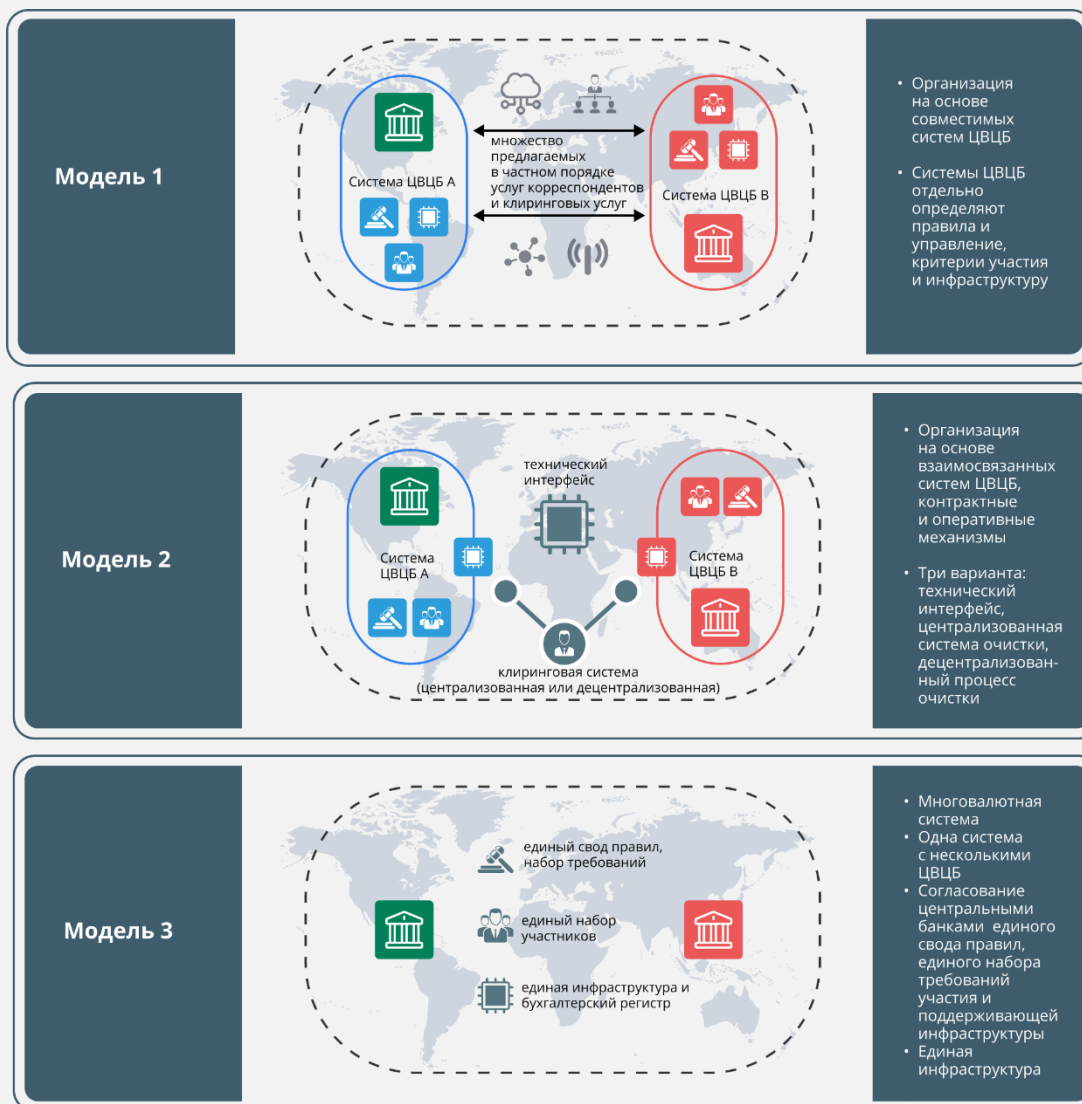 Модель 1
Система ЦВЦБ А
множество
предлагаемых
в частном порядке
услуг корреспондентов
и клиринговых услуг
Система ЦВЦБ В
• Организация
на основе
совместимых
систем ЦВЦБ
• Системы ЦВЦБ
отдельно
определяют
правила и
управление,
критерии участия
и инфраструктуру
Модель 2
Система
ЦВЦБ А
технический
интерфейс
Система
ЦВЦБ В
клиринговая система
(централизованная или децентрализованная)
• Организация
на основе
взаимосвязанных
систем ЦВЦБ,
контрактные
и оперативные
механизмы
• Три варианта:
технический
интерфейс,
централизованная
система очистки,
децентрализован-
ный процесс
очистки
Модель 3
единый свод правил,
набор требований
единый набор
участников
единая инфраструктура и
бухгалтерский регистр
• Многовалютная
система
• Одна система
с несколькими
ЦВЦБ
• Согласование
центральными
банками единого
свода правил,
единого набора
требований
участия и
поддерживающей
инфраструктуры
• Единая
инфраструктура